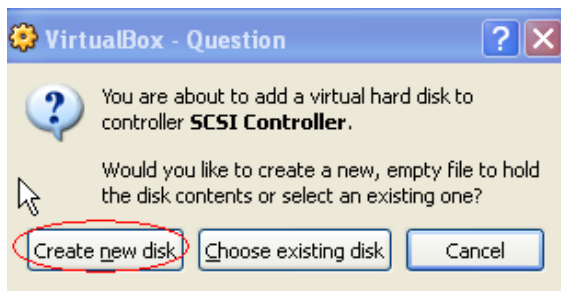 VirtualBox - Question
You are about to add a virtual hard disk to
controller SCSI Controller.
Would you like to create a new, empty file to hold
the disk contents or select an existing one?
Create new disk Choose existing disk Cancel